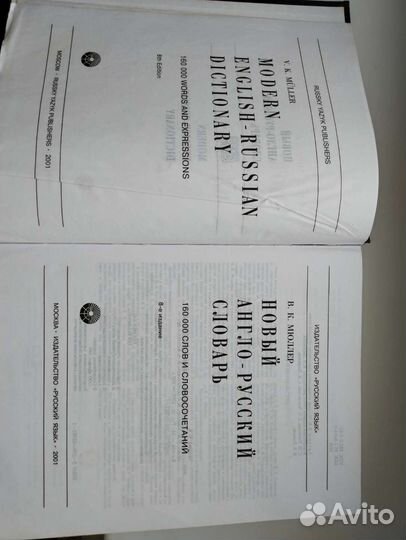 RUSSKY YAZYK PUBLISHERS
V. K. MÜLLER
MODERN
ENGLISH-RUSSIAN
DICTIONARY
160 000 WORDS AND EXPRESSIONS
8th Edition
MOSCOW · RUSSKY YAZYK PUBLISHERS · 2001
ИЗДАТЕЛЬСТВО «РУССКИЙ ЯЗЫК»
В. К. МЮЛЛЕР
НОВЫЙ
АНГЛО-РУССКИЙ
СЛОВАРЬ
160 000 СЛОВ И СЛОВОСОЧЕТАНИЙ
8-е издание
МОСКВА · ИЗДАТЕЛЬСТВО «РУССКИЙ ЯЗЫК» · 2001
Avito